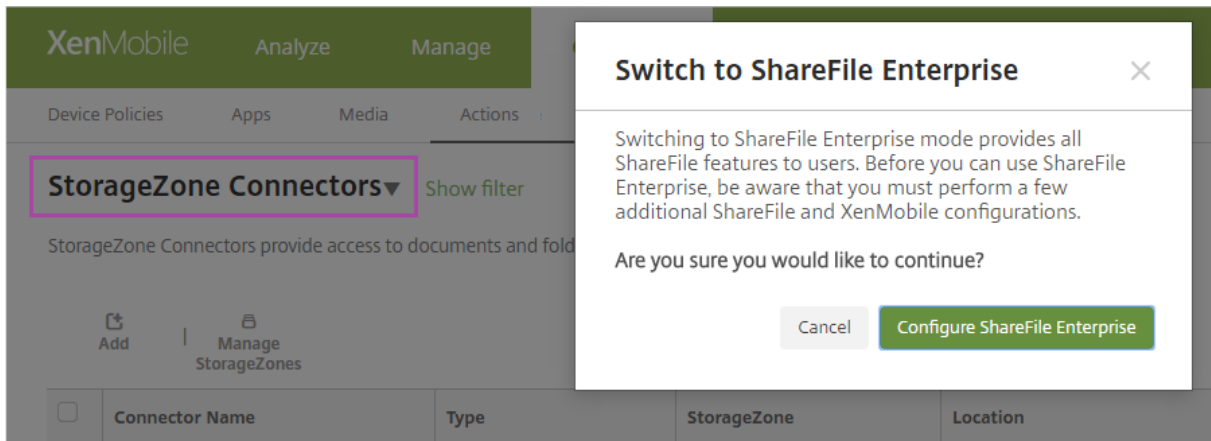 XenMobile Analyze Manage
Device Policies Apps Media Actions
StorageZone Connectors▾ Show filter
StorageZone Connectors provide access to documents and fold
Add | Manage
StorageZones
Connector Name Type StorageZone Location
Switch to ShareFile Enterprise
Switching to ShareFile Enterprise mode provides all
ShareFile features to users. Before you can use ShareFile
Enterprise, be aware that you must perform a few
additional ShareFile and XenMobile configurations.
Are you sure you would like to continue?
Cancel Configure ShareFile Enterprise